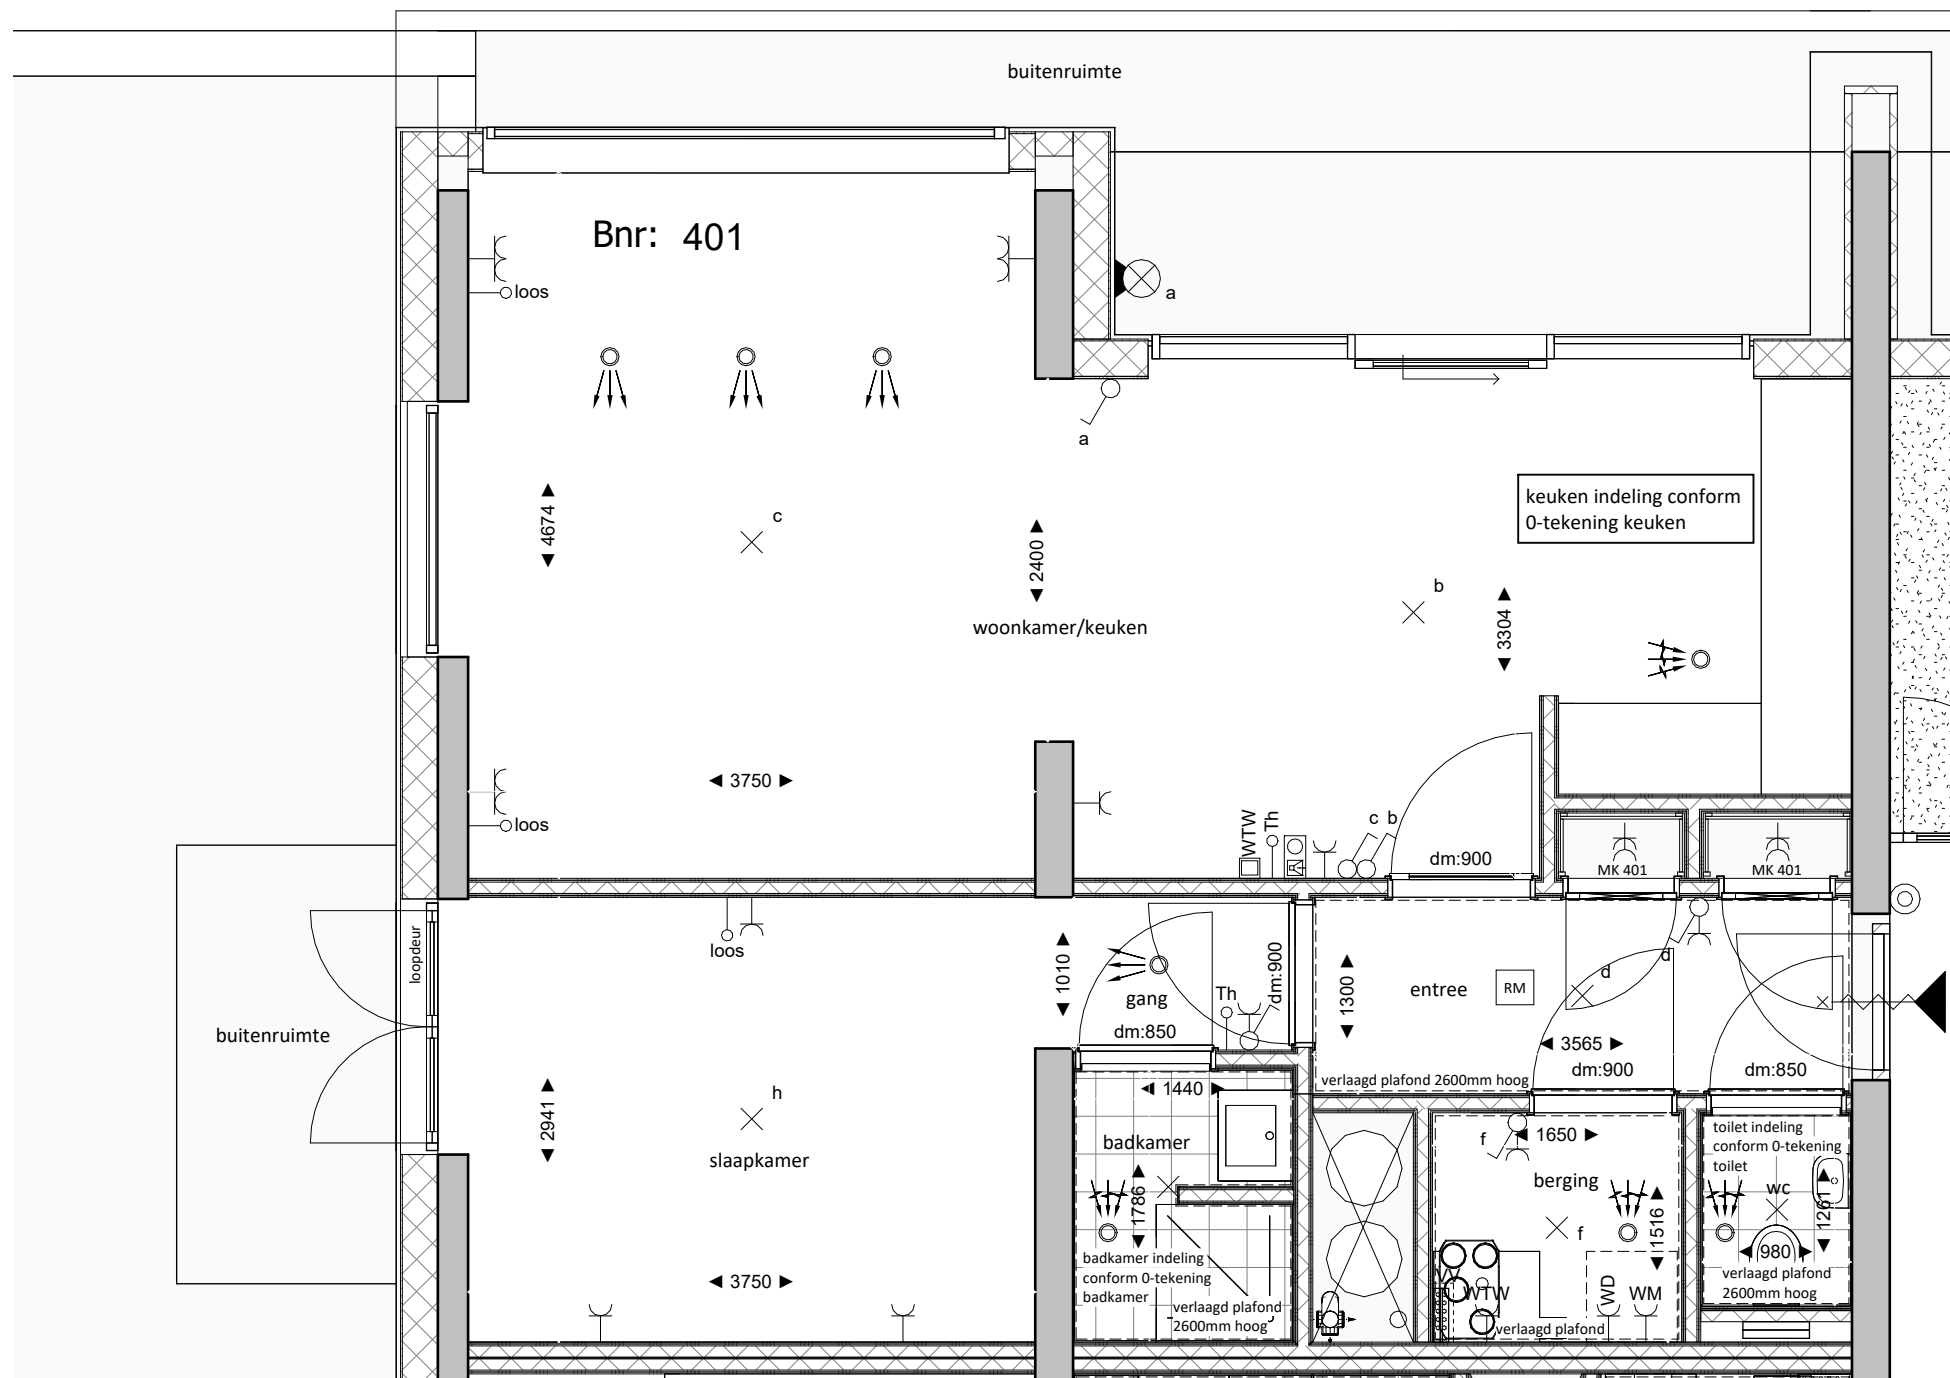 buitenruimte
Bnr: 401
loos
a
a
c
4674
2400
keuken indeling conform
0-tekening keuken
b
3304
woonkamer/keuken
3750
loos
WTW
Th
c b
dm:900
MK 401
MK 401
loopdeur
loos
1010
gang
dm:850
Th
dm:900
1300
entree
RM
d
d
3565
dm:900
dm:850
verlaagd plafond 2600mm hoog
buitenruimte
2941
h
slaapkamer
3750
1440
badkamer
1786
badkamer indeling
conform 0-tekening
badkamer
verlaagd plafond
2600mm hoog
f
1650
berging
1516
f
WTW
WD
WM
verlaagd plafond
toilet indeling
conform 0-tekening
toilet
wc
1261
980
verlaagd plafond
2600mm hoog